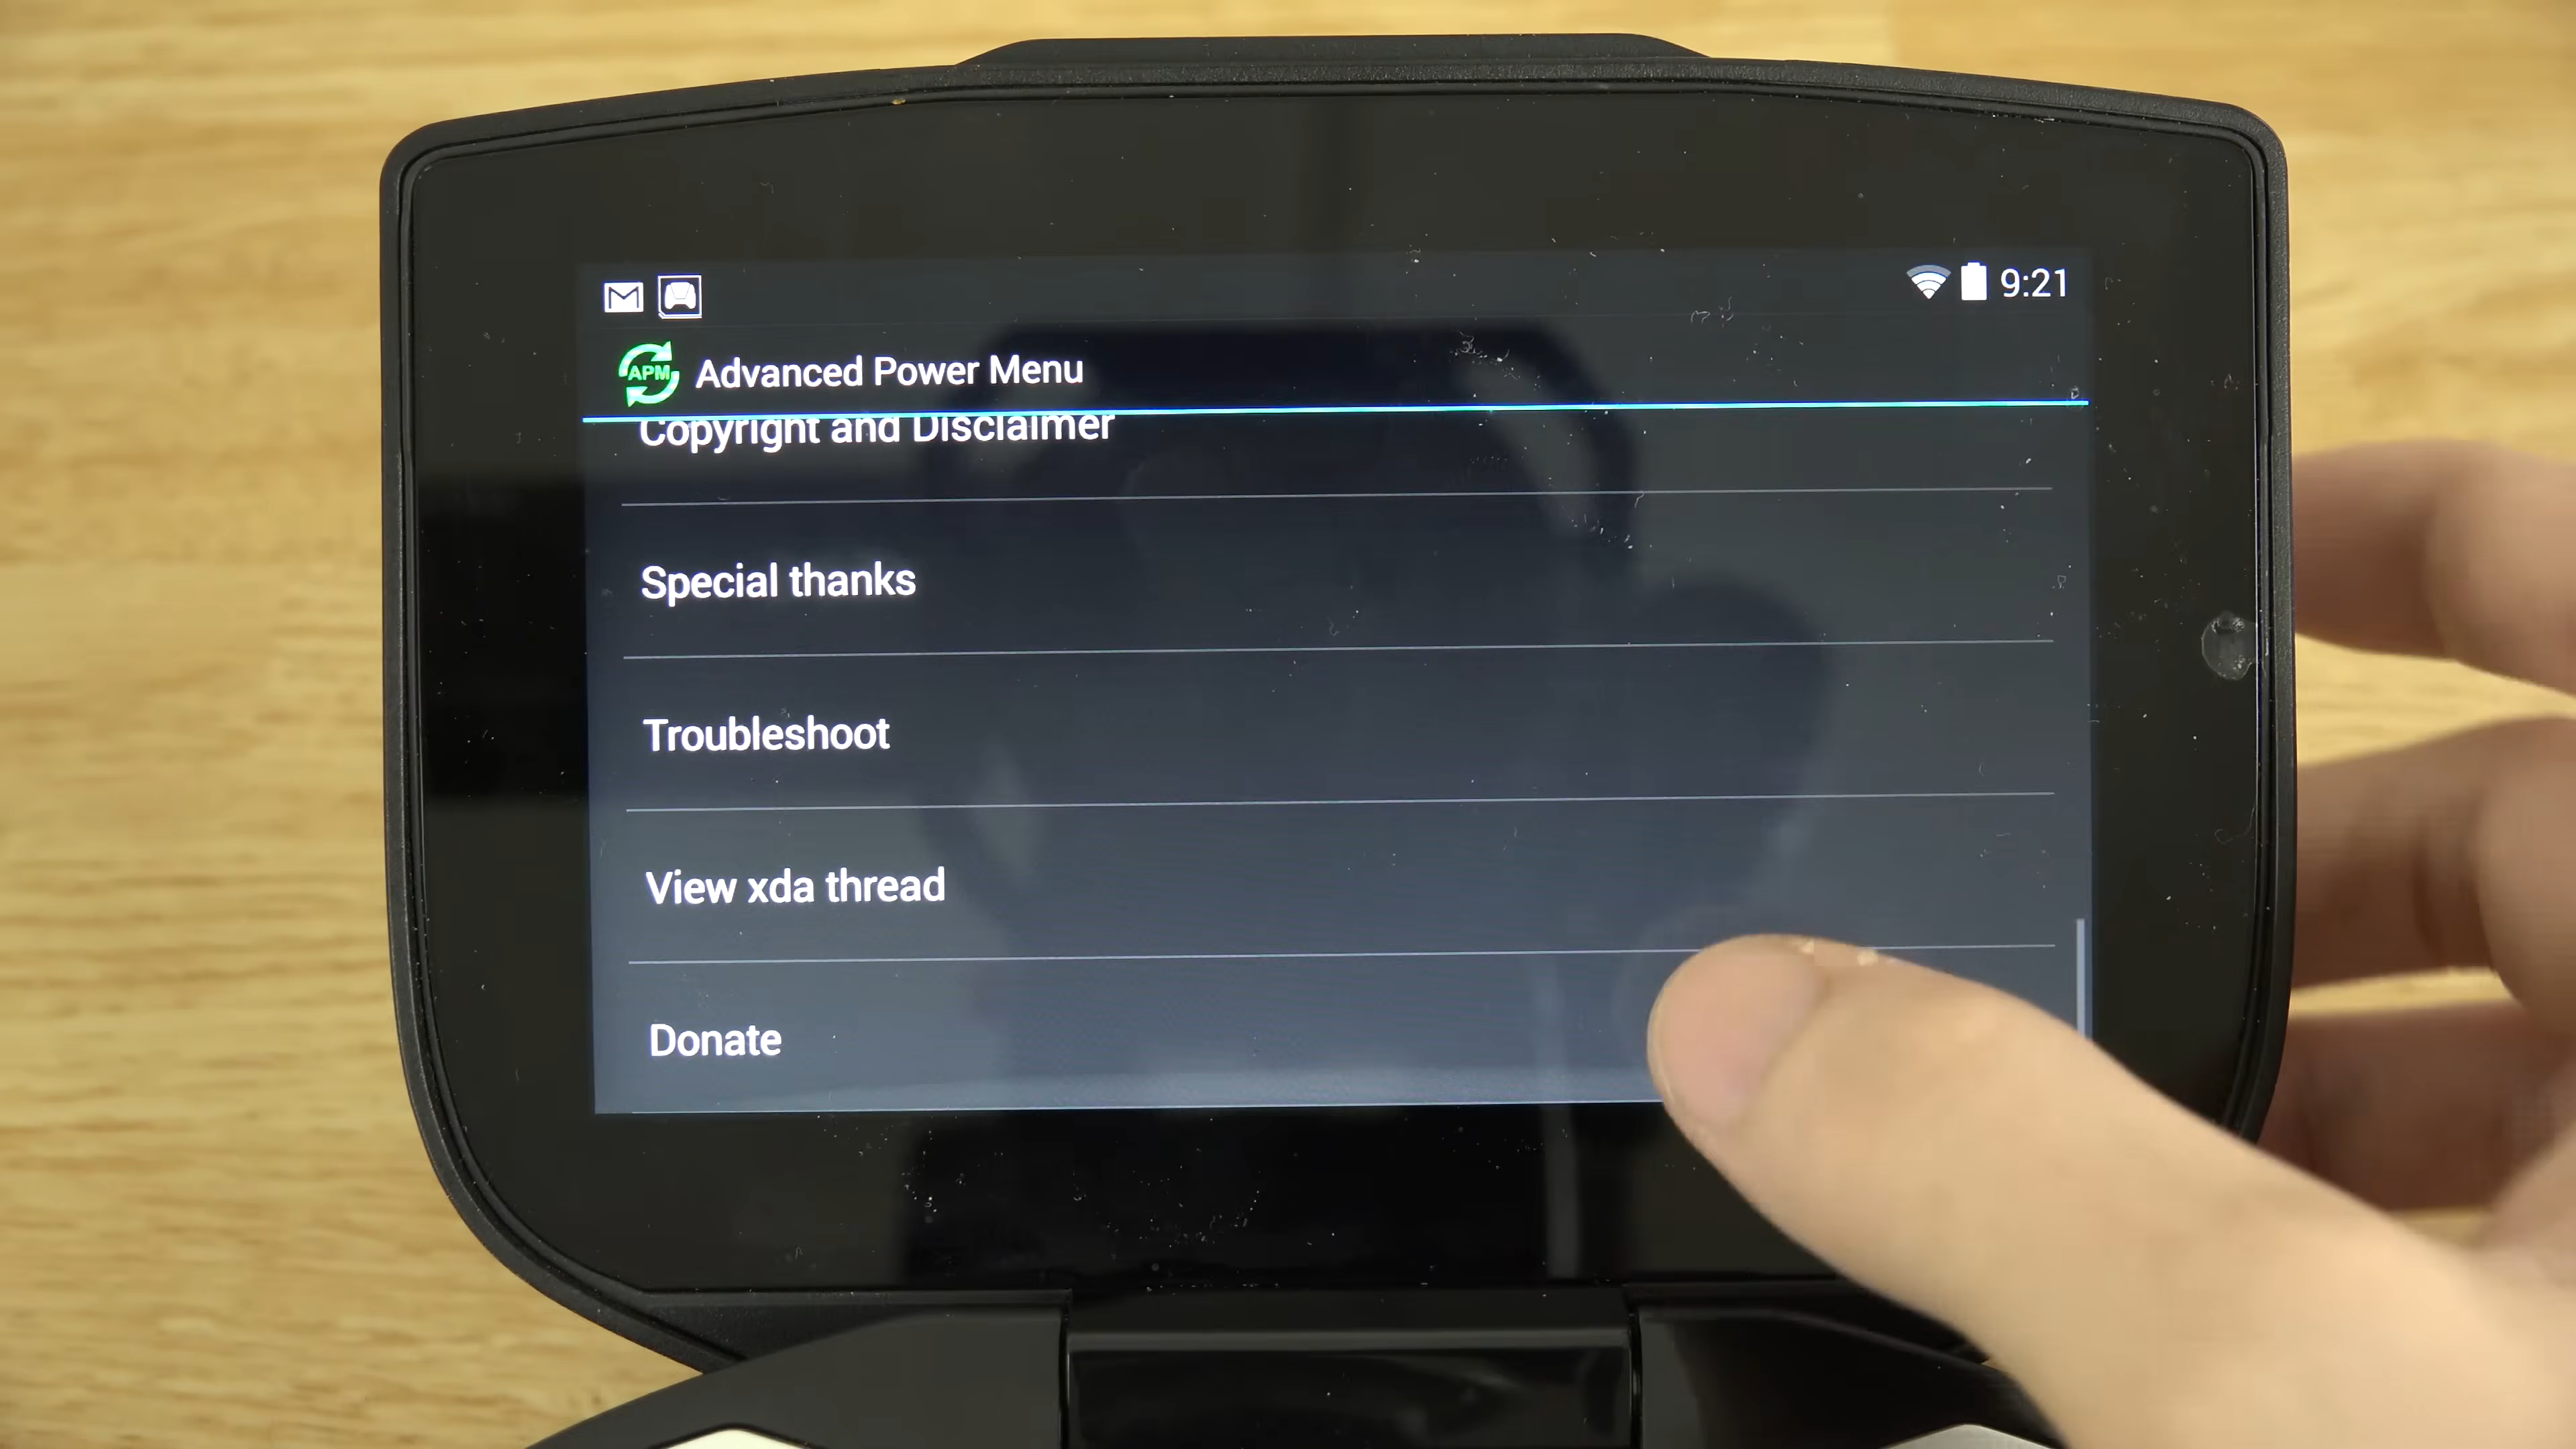 9:21
APM Advanced Power Menu
Copyright and Disclaimer
Special thanks
Troubleshoot
View xda thread
Donate